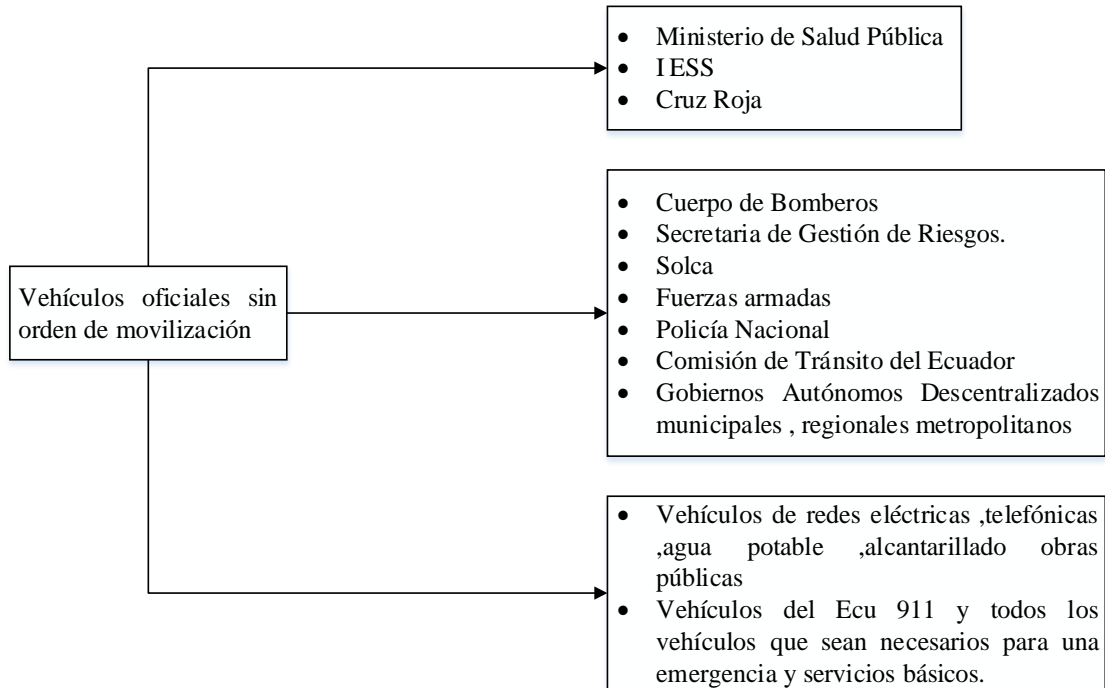 Ministerio de Salud Pública
IESS
Cruz Roja
Cuerpo de Bomberos
Secretaria de Gestión de Riesgos.
Solca
Fuerzas armadas
Policía Nacional
Comisión de Tránsito del Ecuador
Gobiernos Autónomos Descentralizados
municipales , regionales metropolitanos
Vehículos oficiales sin
orden de movilización
Vehículos de redes eléctricas ,telefónicas
,agua potable ,alcantarillado obras
públicas
Vehículos del Ecu 911 y todos los
vehículos que sean necesarios para una
emergencia y servicios básicos.